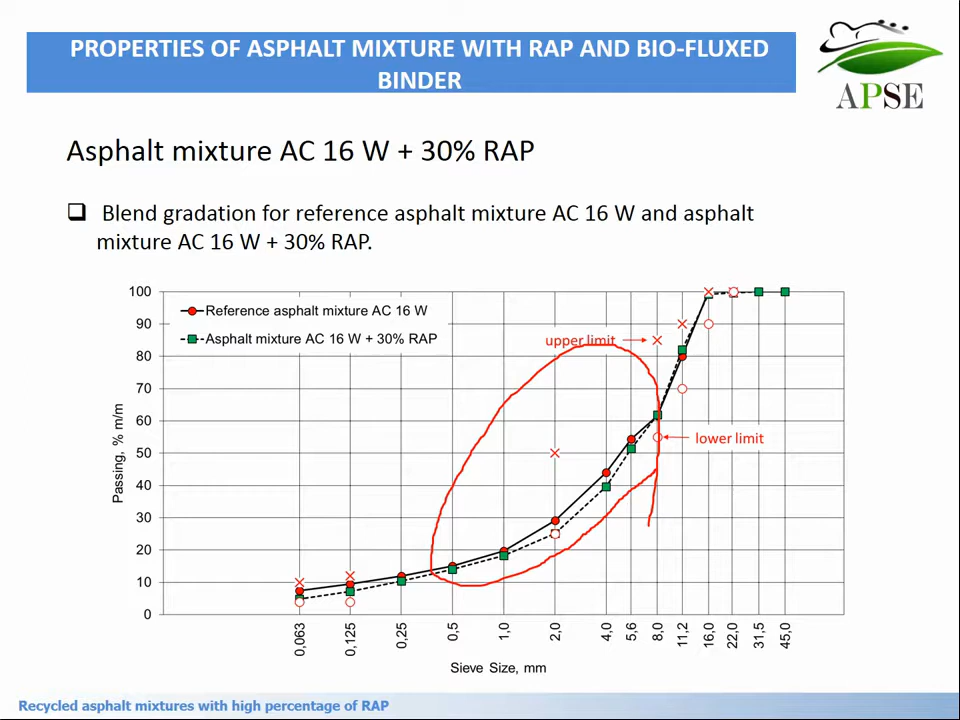 PROPERTIES OF ASPHALT MIXTURE WITH RAP AND BIO-FLUXED
BINDER
APSE
Asphalt mixture AC 16 W + 30% RAP
Blend gradation for reference asphalt mixture AC 16 W and asphalt
mixture AC 16 W + 30% RAP.
100
90
80
70
60
50
40
30
20
10
0
Passing, % m/m
Reference asphalt mixture AC 16 W
Asphalt mixture AC 16 W + 30% RAP
upper limit
lower limit
0,063
0,125
0,25
0,5
1,0
2,0
4,0
5,6
8,0
11,2
16,0
22,0
31,5
45,0
Sieve Size, mm
Recycled asphalt mixtures with high percentage of RAP